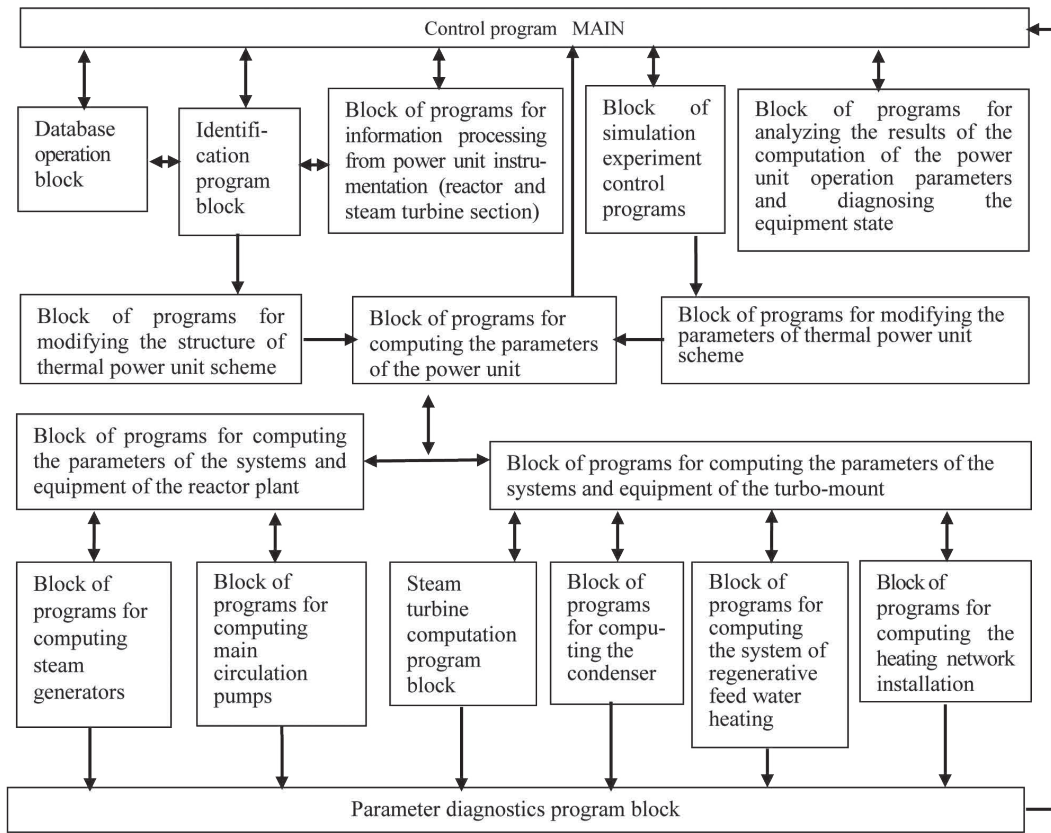 Control program MAIN
Database
operation
block
Identifi-
cation
program
block
Block of programs for
information processing
from power unit instru-
mentation (reactor and
steam turbine section)
Block of
simulation
experiment
control
programs
Block of programs for
analyzing the results of the
computation of the power
unit operation parameters
and diagnosing the
equipment state
Block of programs for
modifying the structure of
thermal power unit scheme
Block of programs for
computing the parameters
of the power unit
Block of programs for modifying the
parameters of thermal power unit
scheme
Block of programs for computing
the parameters of the systems and
equipment of the reactor plant
Block of programs for computing the parameters of the
systems and equipment of the turbo-mount
Block of
programs for
computing
steam
generators
Block of
programs for
computing
main
circulation
pumps
Steam
turbine
computation
program
block
Block of
programs
for compu-
ting the
condenser
Block of
programs for
computing
the system of
regenerative
feed water
heating
Block of
programs for
computing the
heating network
installation
Parameter diagnostics program block